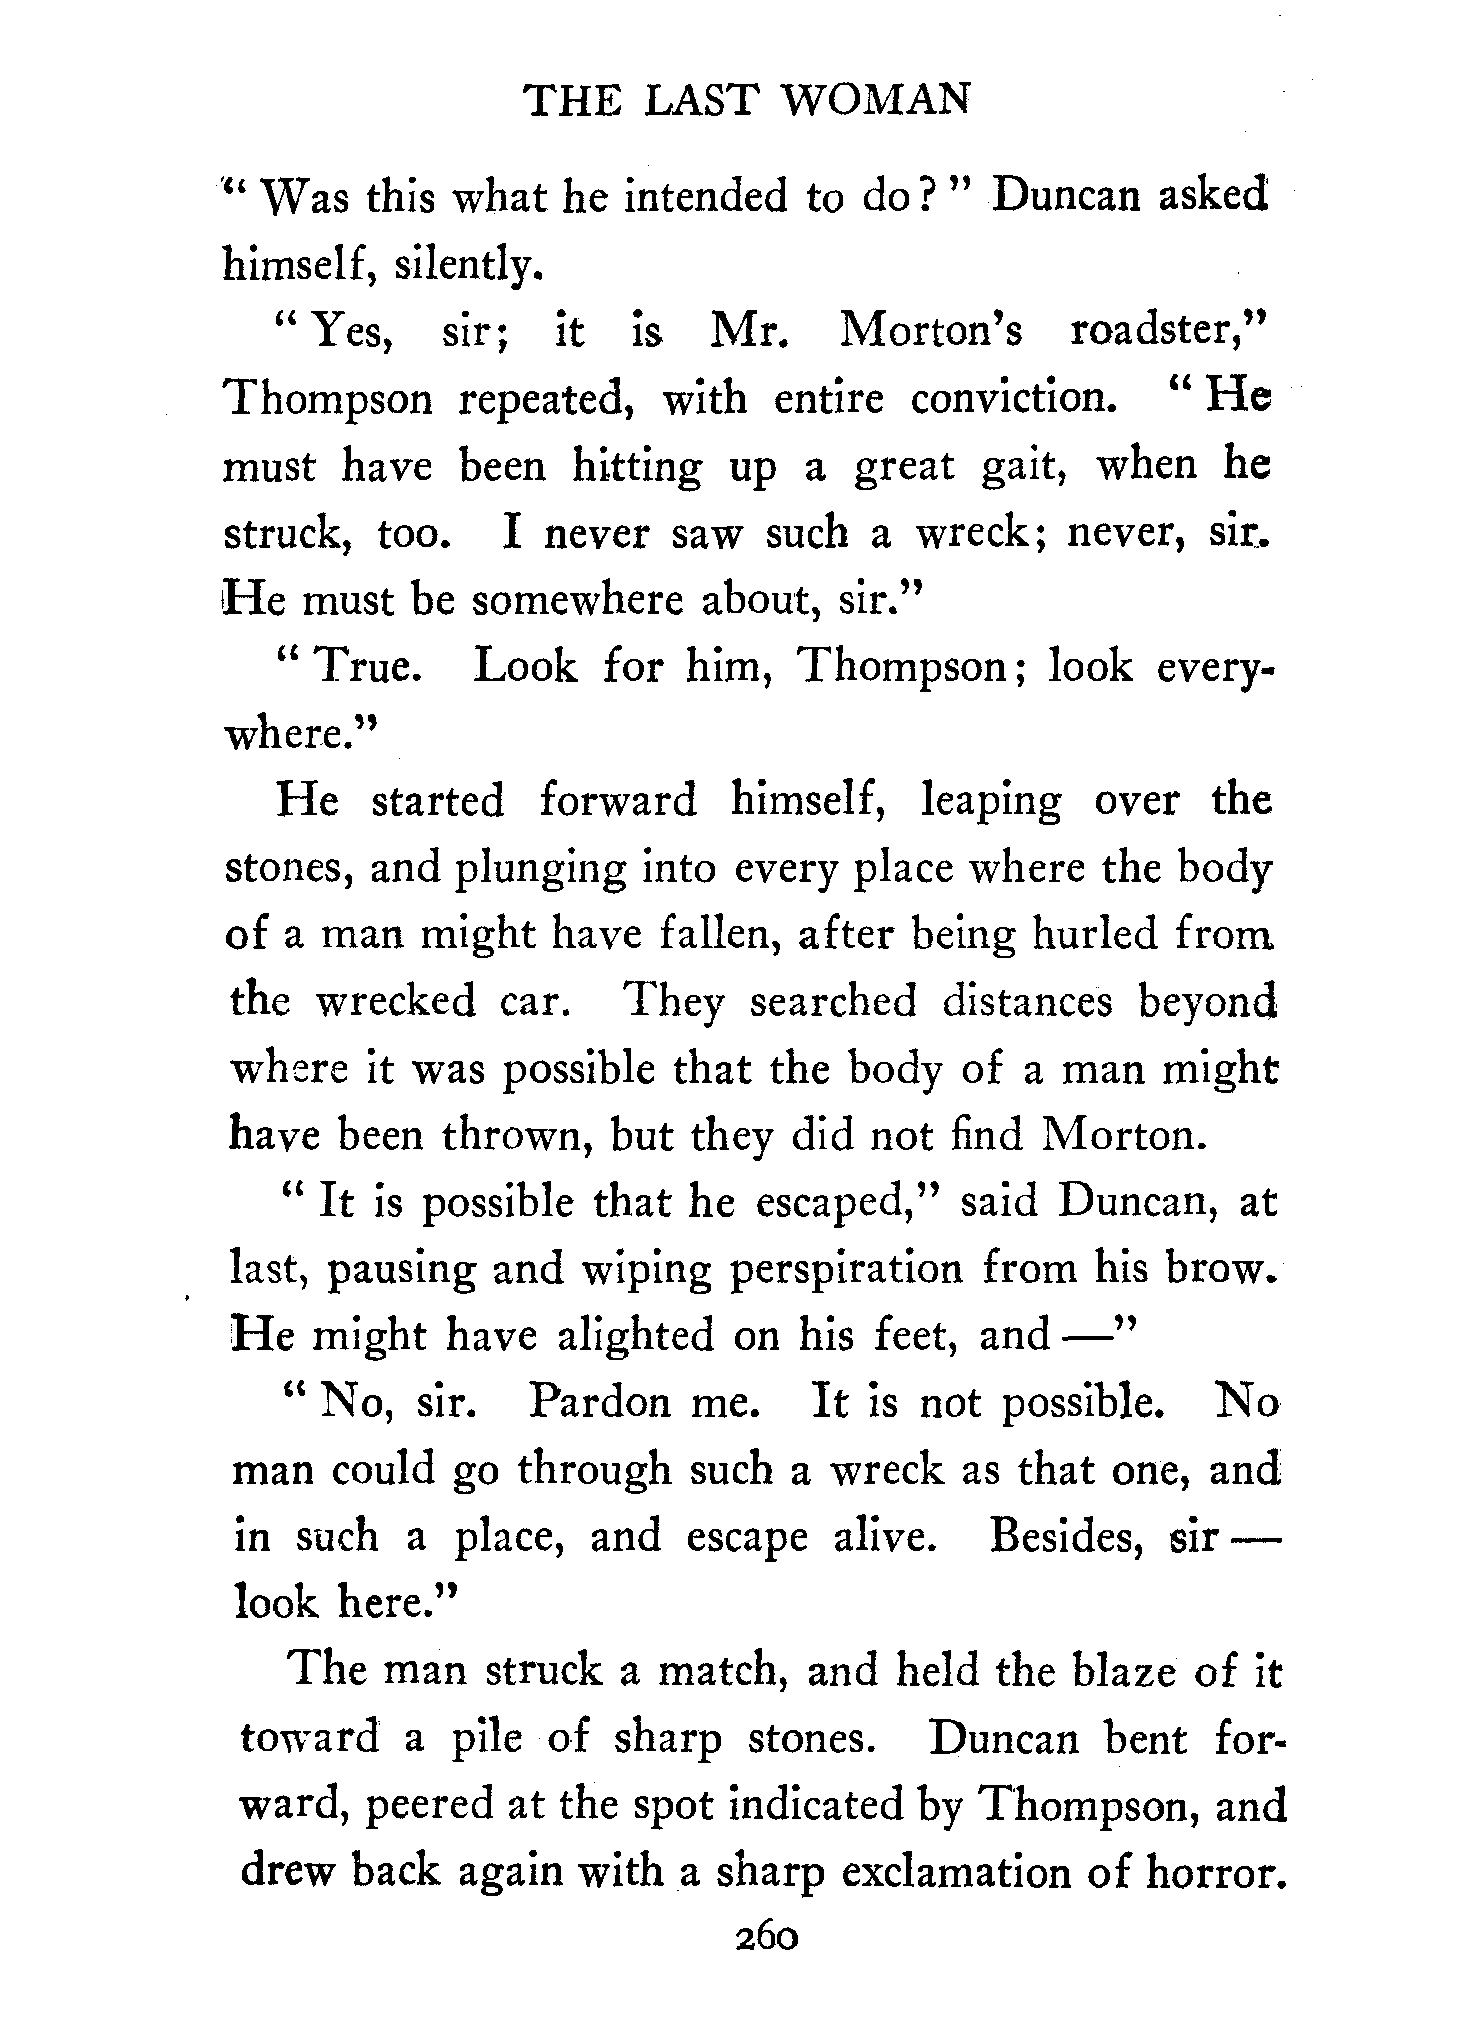 THE LAST WOMAN
“ Was this what he intended to do ? ” Duncan asked
himself, silently.
“ Yes, sir; it is Mr. Morton’s roadster,”
Thompson repeated, with entire conviction. “ He
must have been hitting up a great gait, when he
struck, too. I never saw such a wreck; never, sir.
He must be somewhere about, sir.”
“ True. Look for him, Thompson; look every-
where.”
He started forward himself, leaping over the
stones, and plunging into every place where the body
of a man might have fallen, after being hurled from
the wrecked car. They searched distances beyond
where it was possible that the body of a man might
have been thrown, but they did not find Morton.
“ It is possible that he escaped,” said Duncan, at
last, pausing and wiping perspiration from his brow.
He might have alighted on his feet, and —”
“ No, sir. Pardon me. It is not possible. No
man could go through such a wreck as that one, and
in such a place, and escape alive. Besides, sir —
look here.”
The man struck a match, and held the blaze of it
toward a pile of sharp stones. Duncan bent for-
ward, peered at the spot indicated by Thompson, and
drew back again with a sharp exclamation of horror.
260